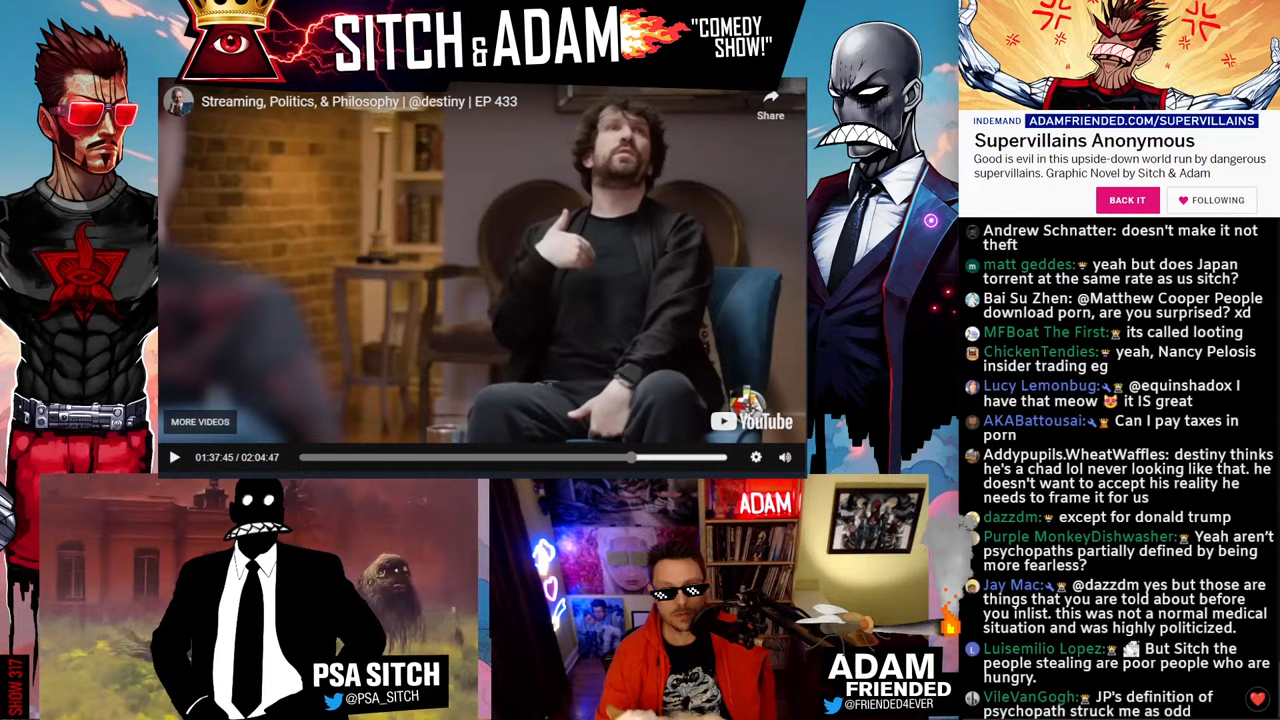 SITCH & ADAM
"COMEDY
SHOW!"
Streaming, Politics, & Philosophy | @destiny | EP 433
Share
MORE VIDEOS
YouTube
01:37:45 / 02:04:47
ADAM
PSA SITCH
@PSA_SITCH
ADAM
FRIENDED
@FRIENDED4EVER
SHOW 317
INDEMAND ADAMFRIENDED.COM/SUPERVILLAINS
Supervillains Anonymous
Good is evil in this upside-down world run by dangerous
supervillains. Graphic Novel by Sitch & Adam
BACK IT
FOLLOWING
Andrew Schnatter: doesn't make it not
theft
m
matt geddes: yeah but does Japan
torrent at the same rate as us sitch?
Bai Su Zhen: @Matthew Cooper People
download porn, are you surprised? xd
MFBoat The First: its called looting
ChickenTendies: yeah, Nancy Pelosis
insider trading eg
Lucy Lemonbug: @equinshadox I
have that meow 😻 it IS great
AKABattousai: Can I pay taxes in
porn
Addypupils.WheatWaffles: destiny thinks
he's a chad lol never looking like that. he
doesn't want to accept his reality he
needs to frame it for us
dazzdm: except for donald trump
Purple MonkeyDishwasher: Yeah aren't
psychopaths partially defined by being
more fearless?
Jay Mac: @dazzdm yes but those are
things that you are told about before
you inlist. this was not a normal medical
situation and was highly politicized.
L
Luisemilio Lopez: But Sitch the
people stealing are poor people who are
hungry.
VileVanGogh: JP's definition of
psychopath struck me as odd